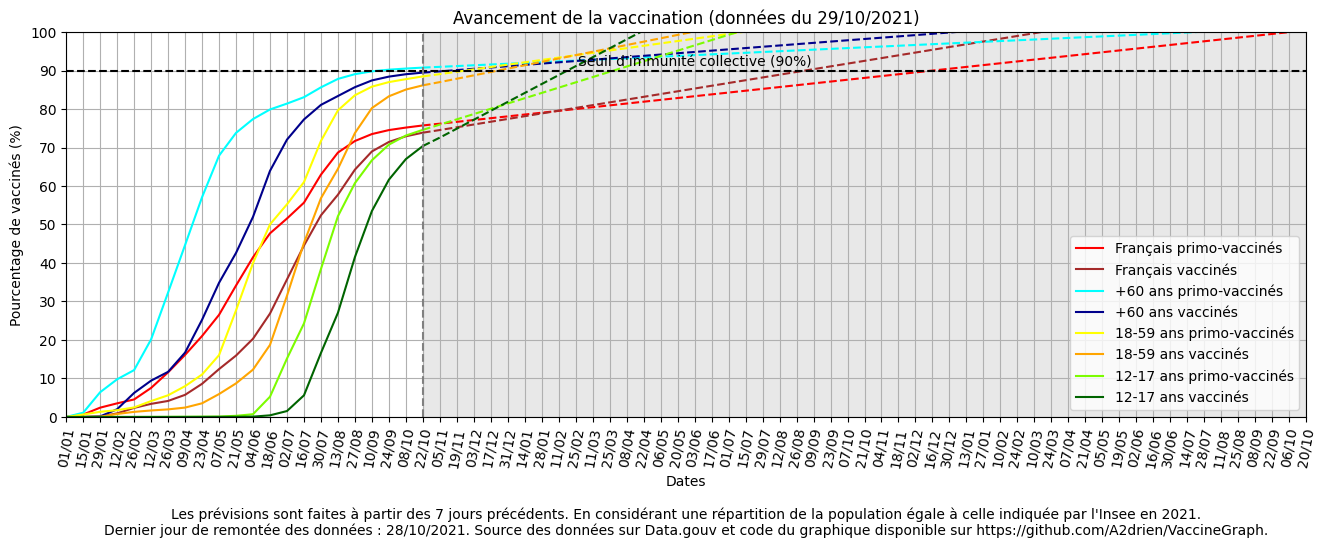 Avancement de la vaccination (données du 29/10/2021)
100
90
80
70
60
50
40
30
20
10
0
Pourcentage de vaccinés (%)
Seuil d'immunité collective (90%)
Français primo-vaccinés
Français vaccinés
+60 ans primo-vaccinés
+60 ans vaccinés
18-59 ans primo-vaccinés
18-59 ans vaccinés
12-17 ans primo-vaccinés
12-17 ans vaccinés
01/01 15/01 29/01 12/02 26/02 12/03 26/03 09/04 23/04 07/05 21/05 04/06 18/06 02/07 16/07 30/07 13/08 27/08 10/09 24/09 08/10 22/10 05/11 19/11 03/12 17/12 31/12 14/01 28/01 11/02 25/02 11/03 25/03 08/04 22/04 06/05 20/05 03/06 17/06 01/07 15/07 29/07 12/08 26/08 09/09 23/09 07/10 21/10 04/11 18/11 02/12 16/12 30/12 13/01 27/01 10/02 24/02 10/03 24/03 07/04 21/04 05/05 19/05 02/06 16/06 30/06 14/07 28/07 11/08 25/08 08/09 22/09 06/10 20/10
Dates
Les prévisions sont faites à partir des 7 jours précédents. En considérant une répartition de la population égale à celle indiquée par l'Insee en 2021.
Dernier jour de remontée des données : 28/10/2021. Source des données sur Data.gouv et code du graphique disponible sur https://github.com/A2drien/VaccineGraph.